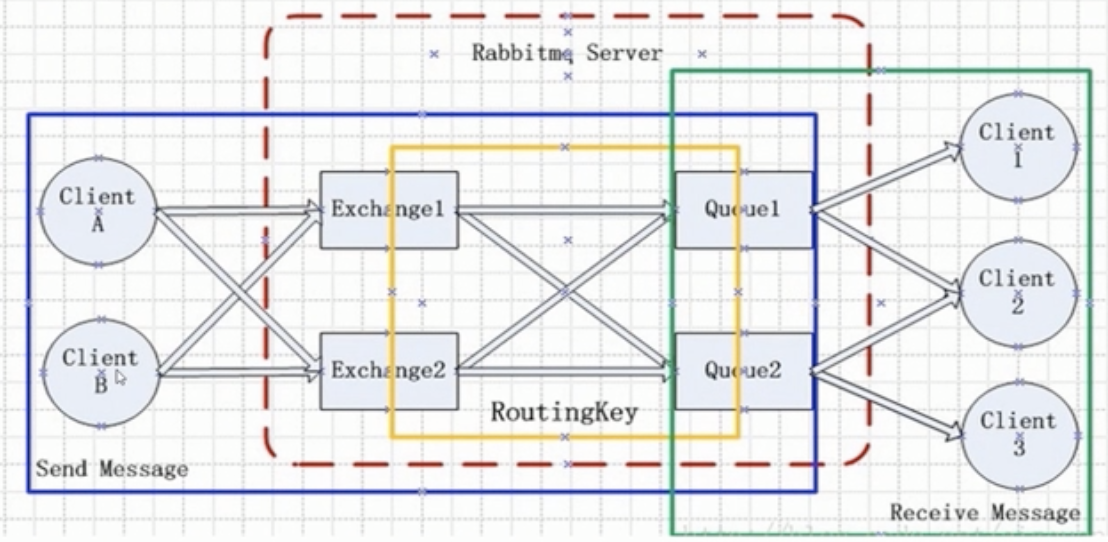 Rabbitmq Server
Client
A
Client
B
Exchange1
Exchange2
RoutingKey
Queue1
Queue2
Client
1
Client
2
Client
3
Send Message
Receive Message